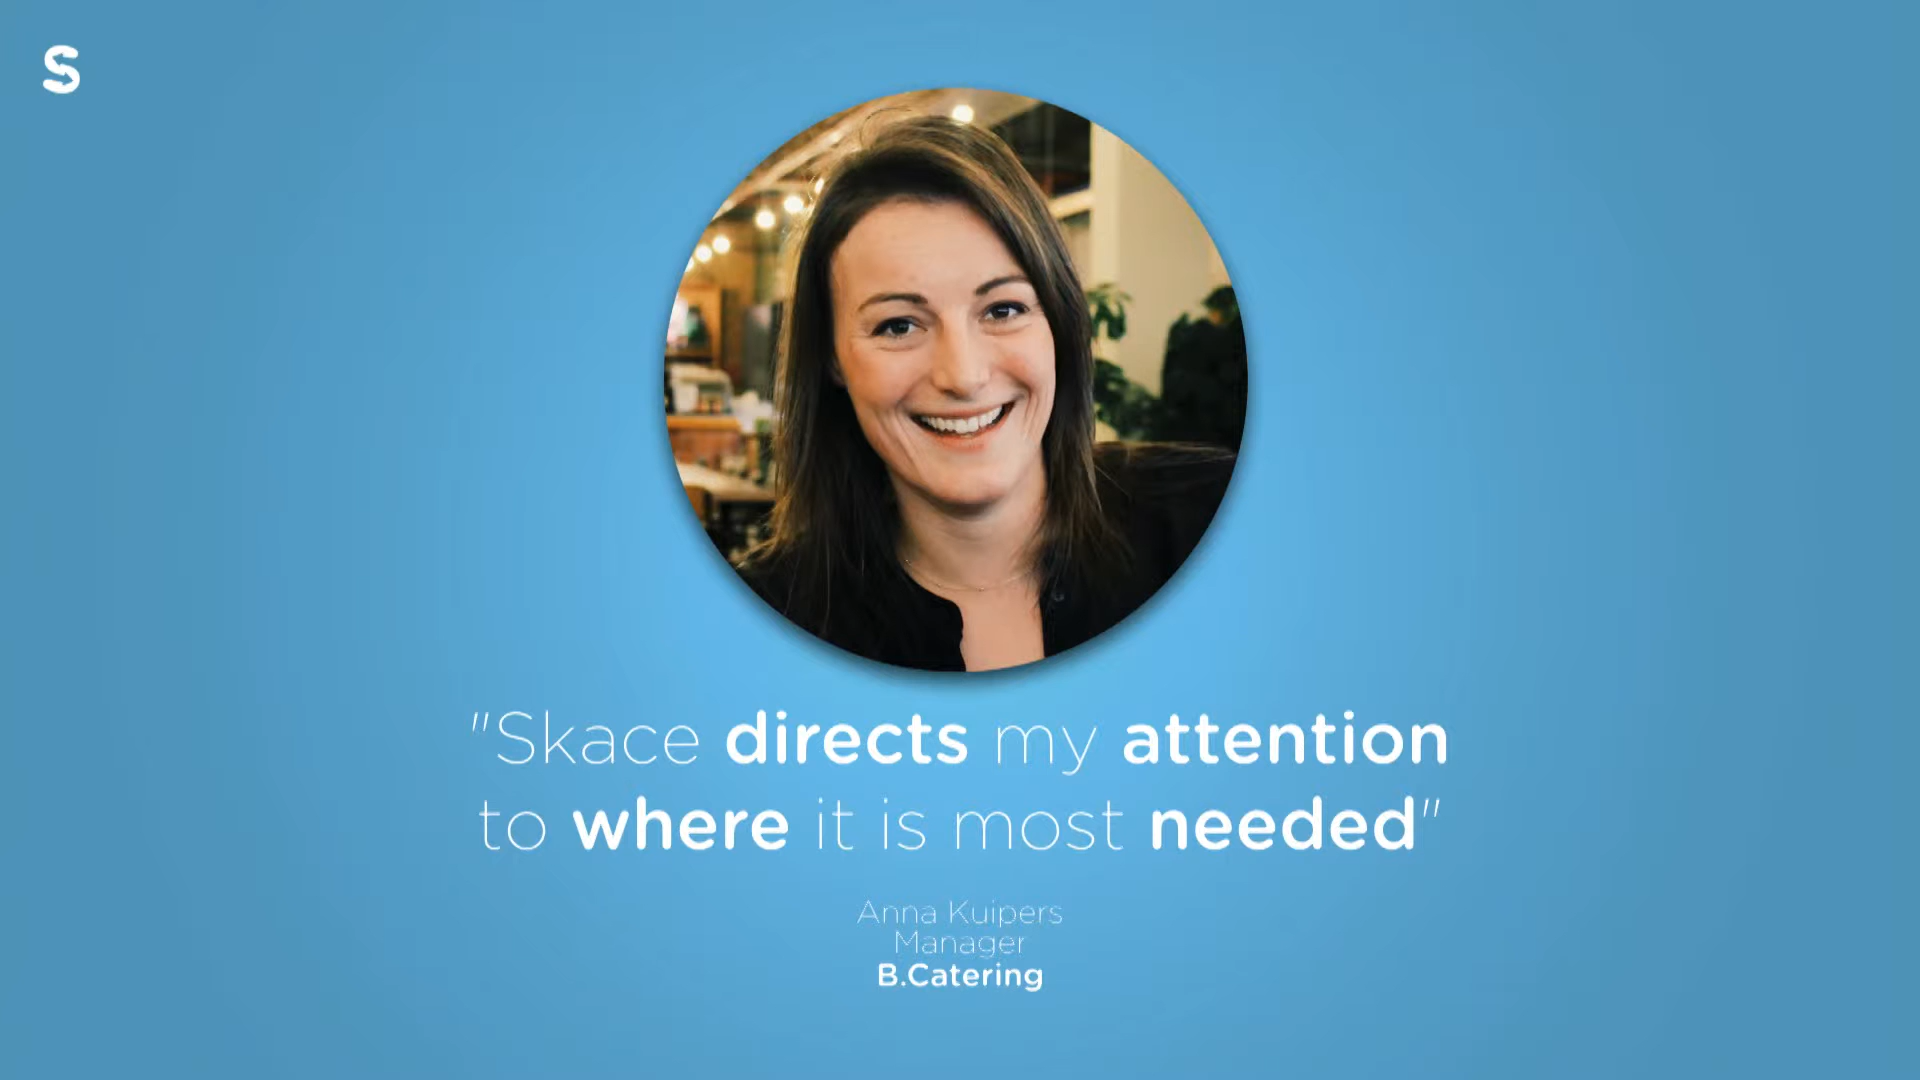 S
"Skace directs my attention
to where it is most needed"
Anna Kuipers
Manager
B.Catering